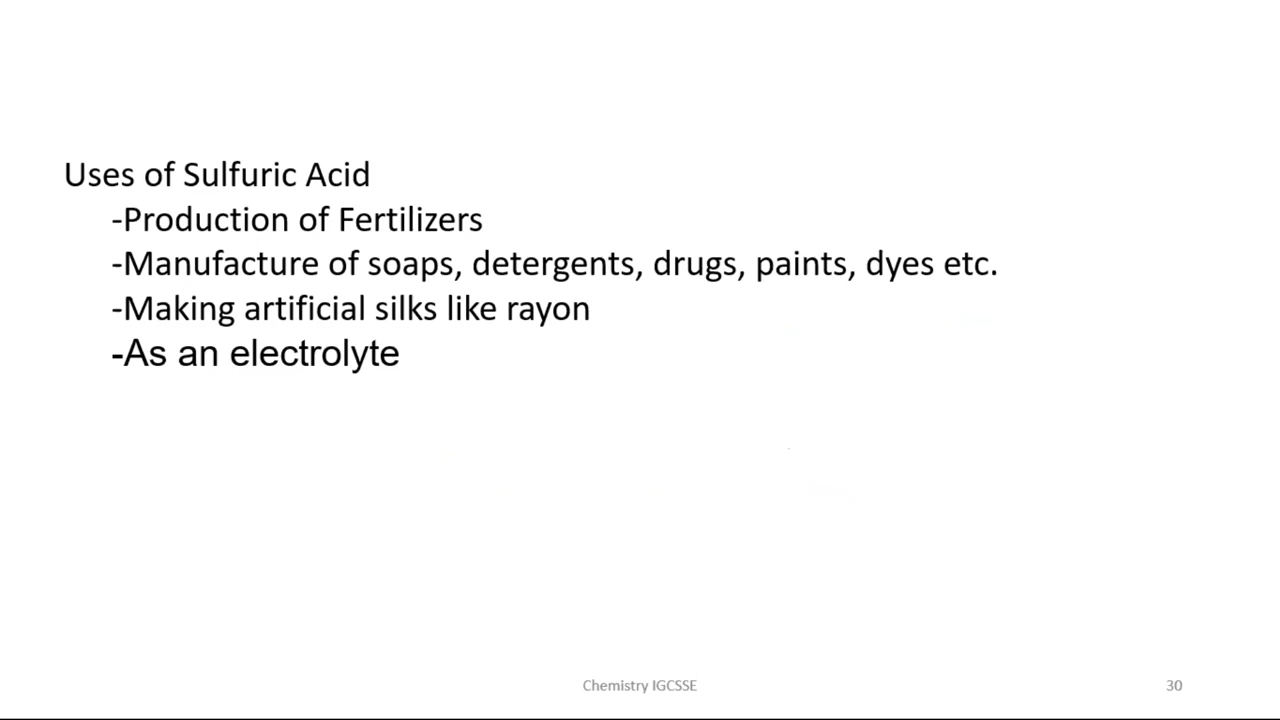 Uses of Sulfuric Acid
-Production of Fertilizers
-Manufacture of soaps, detergents, drugs, paints, dyes etc.
-Making artificial silks like rayon
-As an electrolyte
Chemistry IGCSSE
30